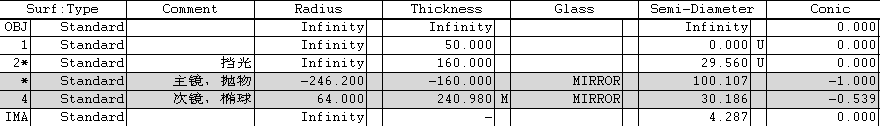 Surf:Type Comment Radius Thickness Glass Semi-Diameter Conic
OBJ Standard Infinity Infinity Infinity 0.000
1 Standard Infinity 50.000 0.000 U 0.000
2* Standard 挡光 Infinity 160.000 29.560 U 0.000
* Standard 主镜,抛物 -246.200 -160.000 MIRROR 100.107 -1.000
4 Standard 次镜,椭球 64.000 240.980 M MIRROR 30.186 -0.539
IMA Standard Infinity - 4.287 0.000